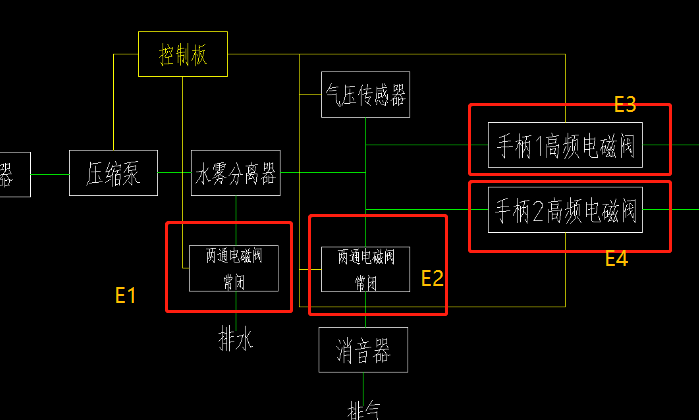 控制板
气压传感器
E3
手柄1高频电磁阀
器
压缩泵
水雾分离器
手柄2高频电磁阀
E4
两通电磁阀
常闭
E1
两通电磁阀
常闭
E2
排水
消音器
排气